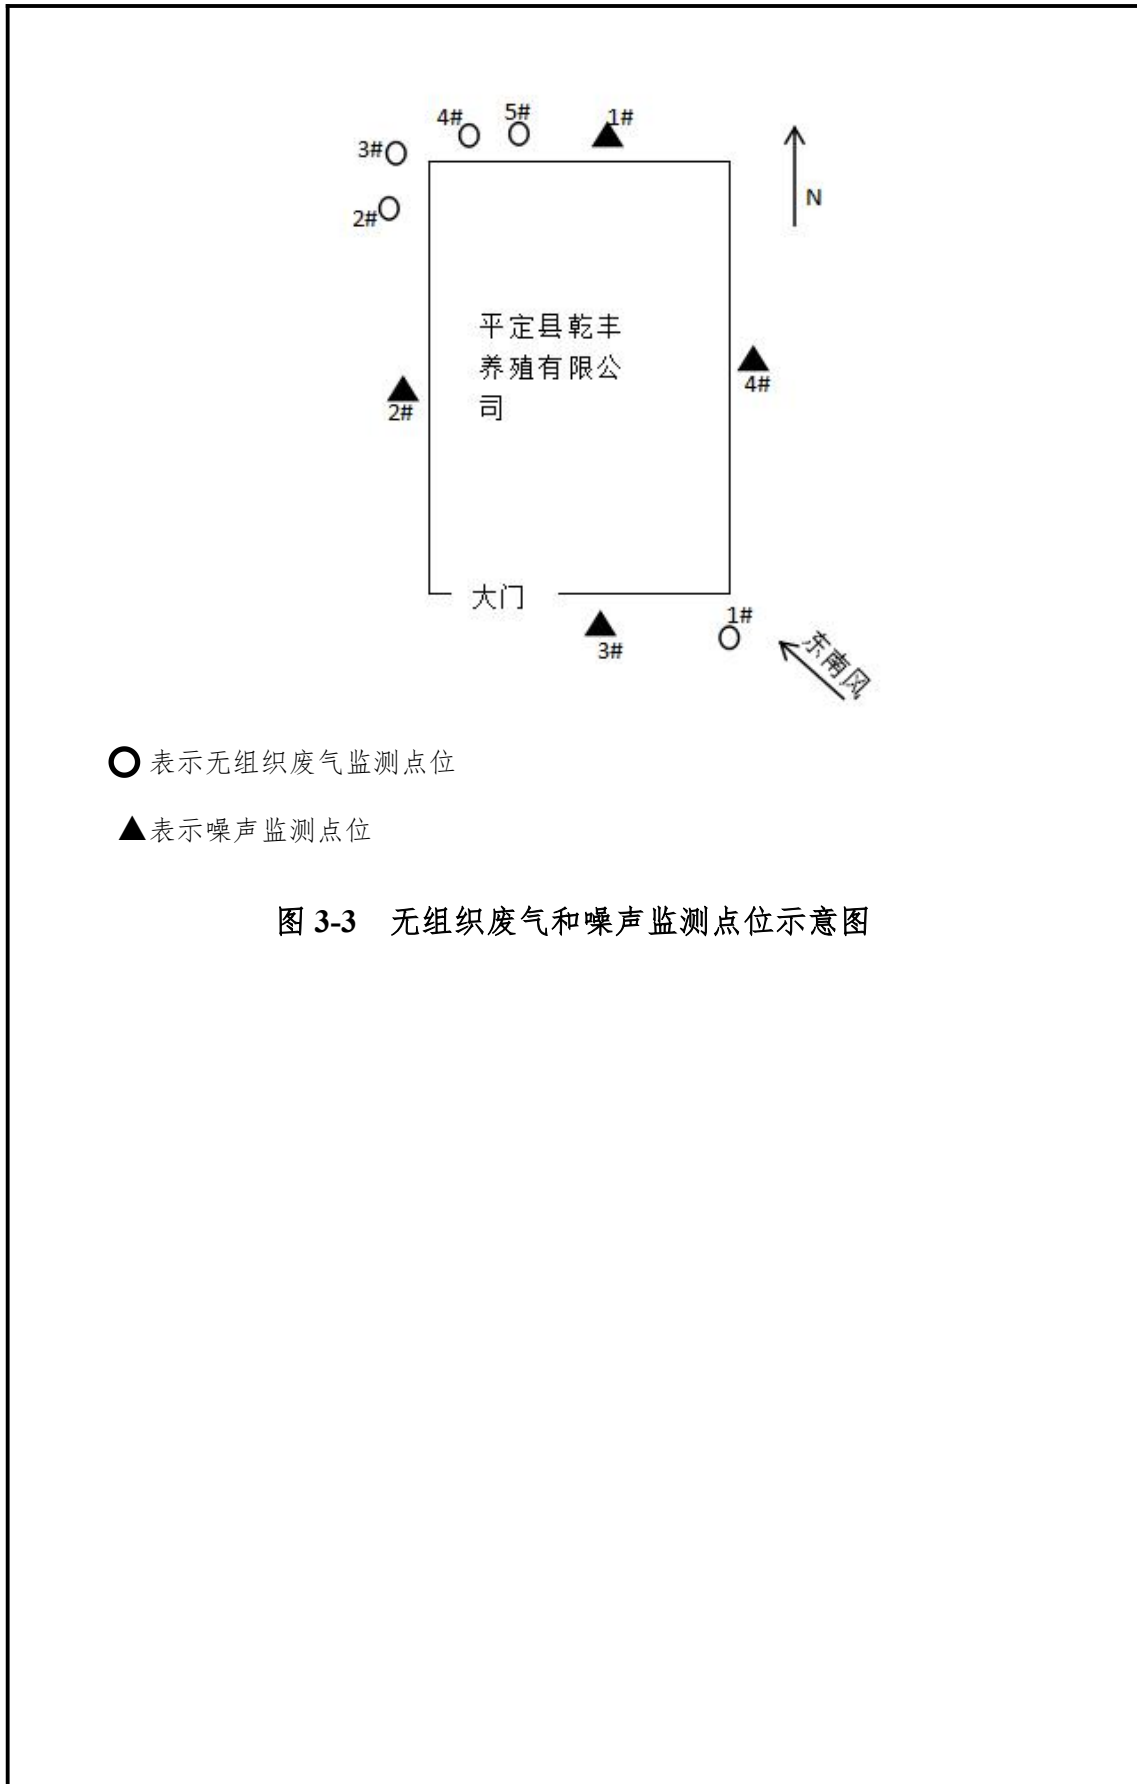 5#
4#
1#
3#
2#
N
平定县乾丰
养殖有限公
司
4#
2#
大门
1#
3#
东南风
表示无组织废气监测点位
表示噪声监测点位
图 3-3 无组织废气和噪声监测点位示意图